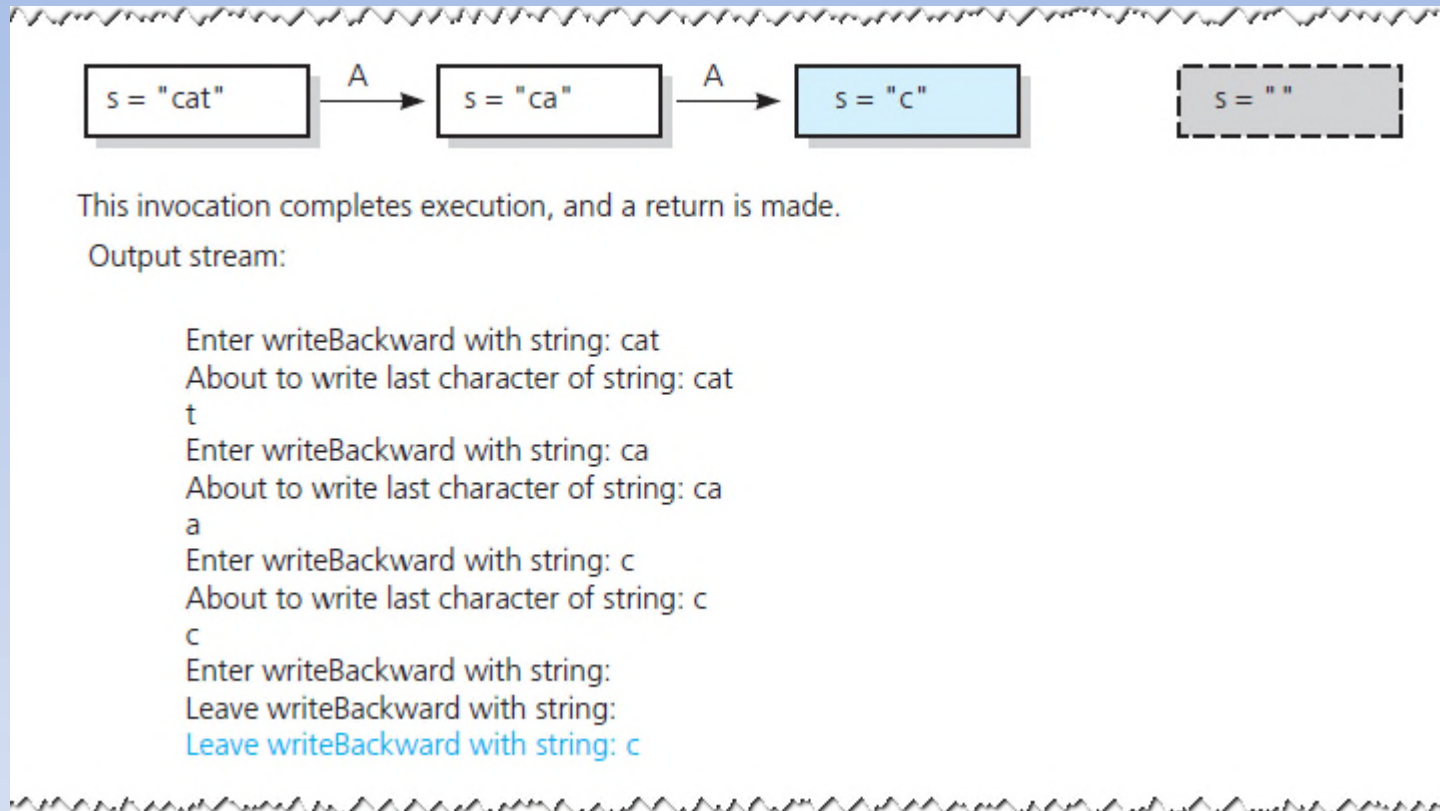 s = "cat" A s = "ca" A s = "c" s = " "
This invocation completes execution, and a return is made.
Output stream:
Enter writeBackward with string: cat
About to write last character of string: cat
t
Enter writeBackward with string: ca
About to write last character of string: ca
a
Enter writeBackward with string: c
About to write last character of string: c
c
Enter writeBackward with string:
Leave writeBackward with string:
Leave writeBackward with string: c